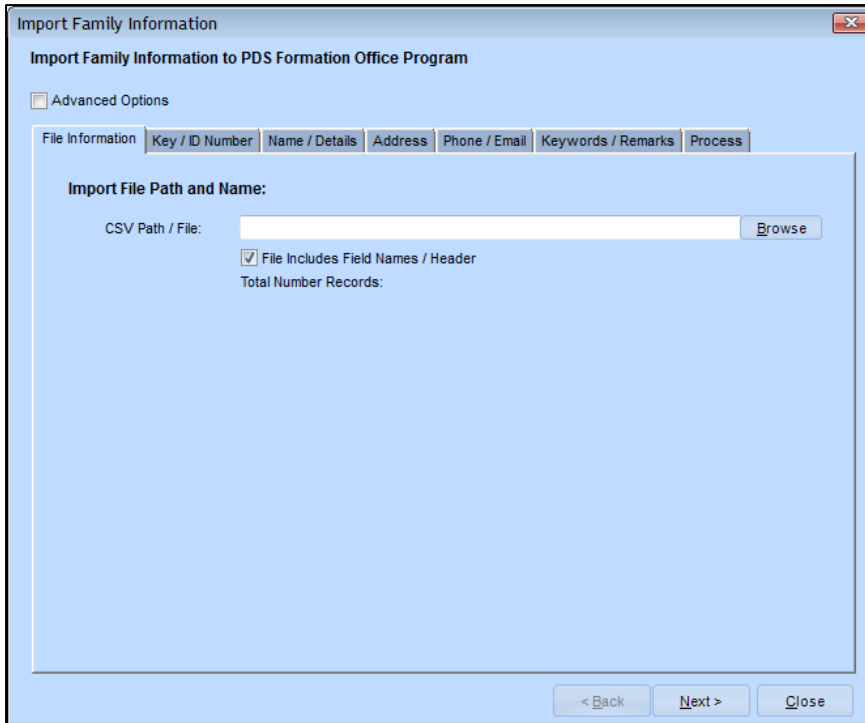 Import Family Information
Import Family Information to PDS Formation Office Program
Advanced Options
File Information Key / ID Number Name / Details Address Phone / Email Keywords / Remarks Process
Import File Path and Name:
CSV Path / File: Browse
File Includes Field Names / Header
Total Number Records:
< Back Next > Close